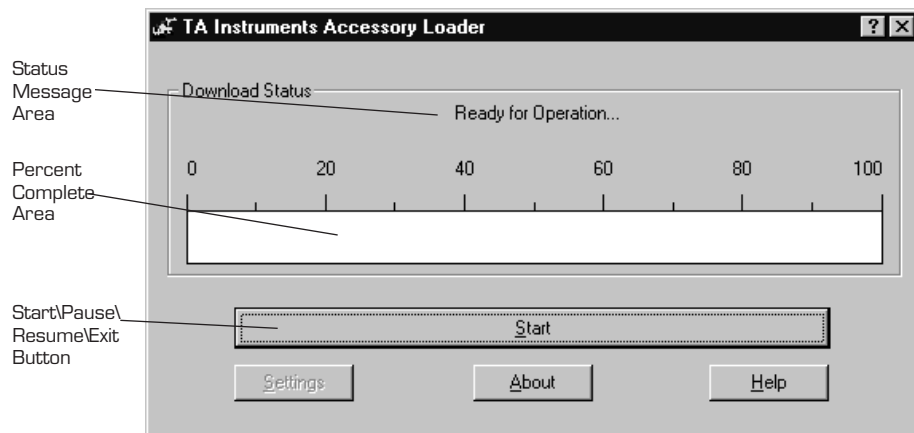 TA Instruments Accessory Loader
Status
Message
Area
Download Status
Ready for Operation...
Percent
Complete
Area
0 20 40 60 80 100
Start\Pause\
Resume\Exit
Button
Start
Settings About Help